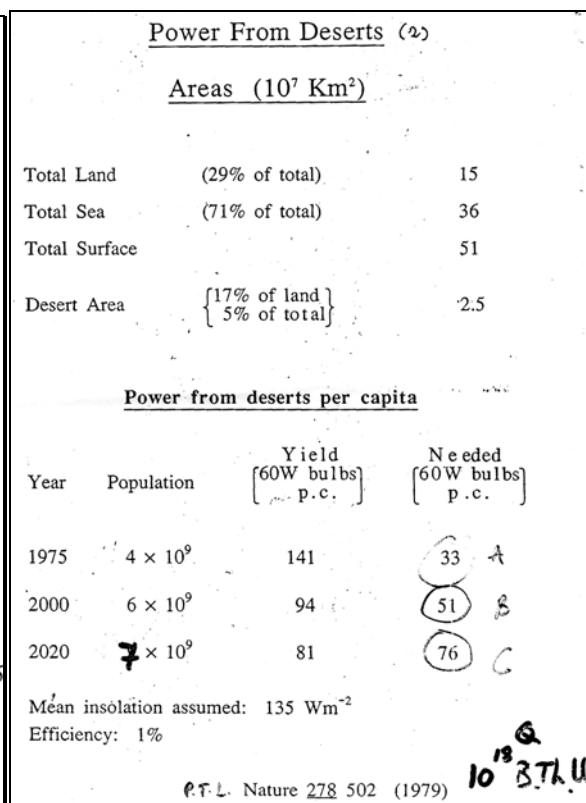 Power From Deserts (2)
Areas (10⁷ Km²)
Total Land (29% of total) 15
Total Sea (71% of total) 36
Total Surface 51
Desert Area {17% of land 5% of total} 2.5
Power from deserts per capita
Year Population Yield [60W bulbs p.c.] Needed [60W bulbs p.c.]
1975 4 × 10⁹ 141 33 A
2000 6 × 10⁹ 94 51 B
2020 7 × 10⁹ 81 76 C
Mean insolation assumed: 135 Wm⁻²
Efficiency: 1%
Q
10¹⁸ B.Th.U
P.T.L. Nature 278 502 (1979)